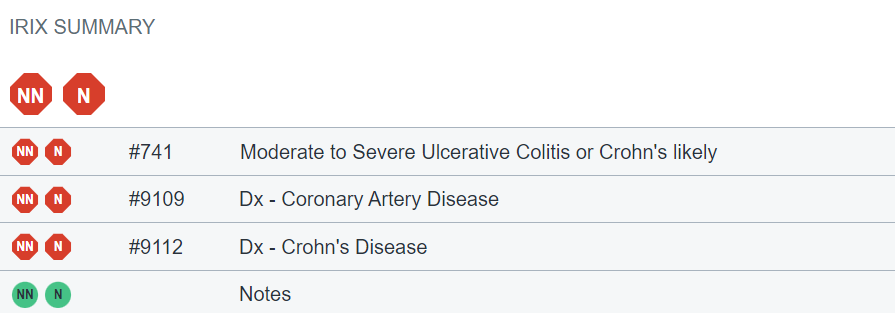 IRIX SUMMARY
NN N
NN N #741 Moderate to Severe Ulcerative Colitis or Crohn's likely
NN N #9109 Dx - Coronary Artery Disease
NN N #9112 Dx - Crohn's Disease
NN N Notes